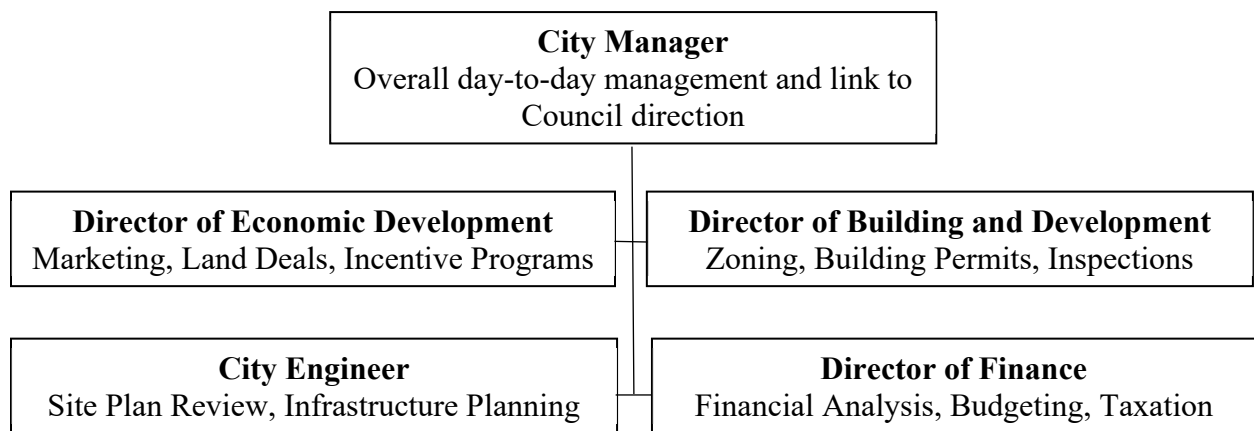 City Manager
Overall day-to-day management and link to
Council direction
Director of Economic Development
Marketing, Land Deals, Incentive Programs
Director of Building and Development
Zoning, Building Permits, Inspections
City Engineer
Site Plan Review, Infrastructure Planning
Director of Finance
Financial Analysis, Budgeting, Taxation